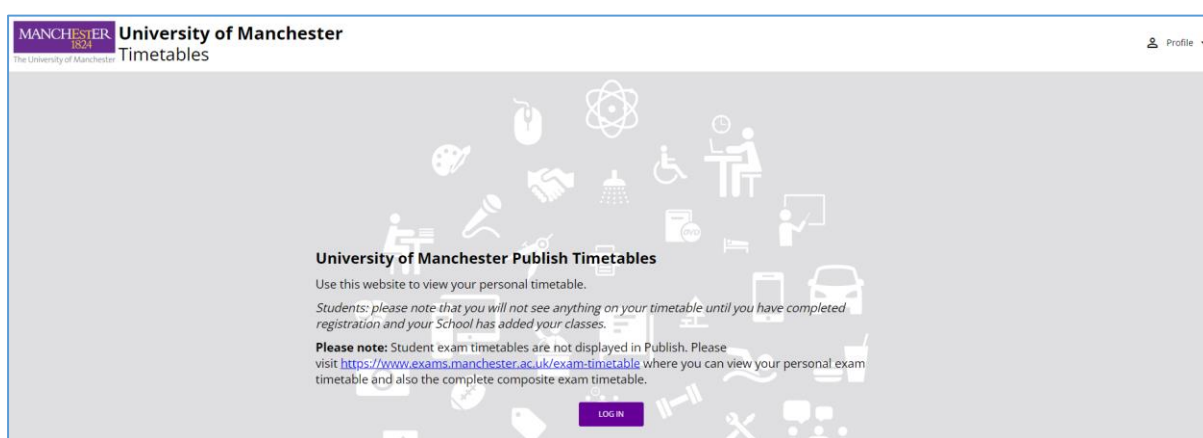 MANCHESTER
1824
The University of Manchester
University of Manchester
Timetables
Profile
DVD
University of Manchester Publish Timetables
Use this website to view your personal timetable.
Students: please note that you will not see anything on your timetable until you have completed
registration and your School has added your classes.
Please note: Student exam timetables are not displayed in Publish. Please
visit https://www.exams.manchester.ac.uk/exam-timetable where you can view your personal exam
timetable and also the complete composite exam timetable.
LOG IN